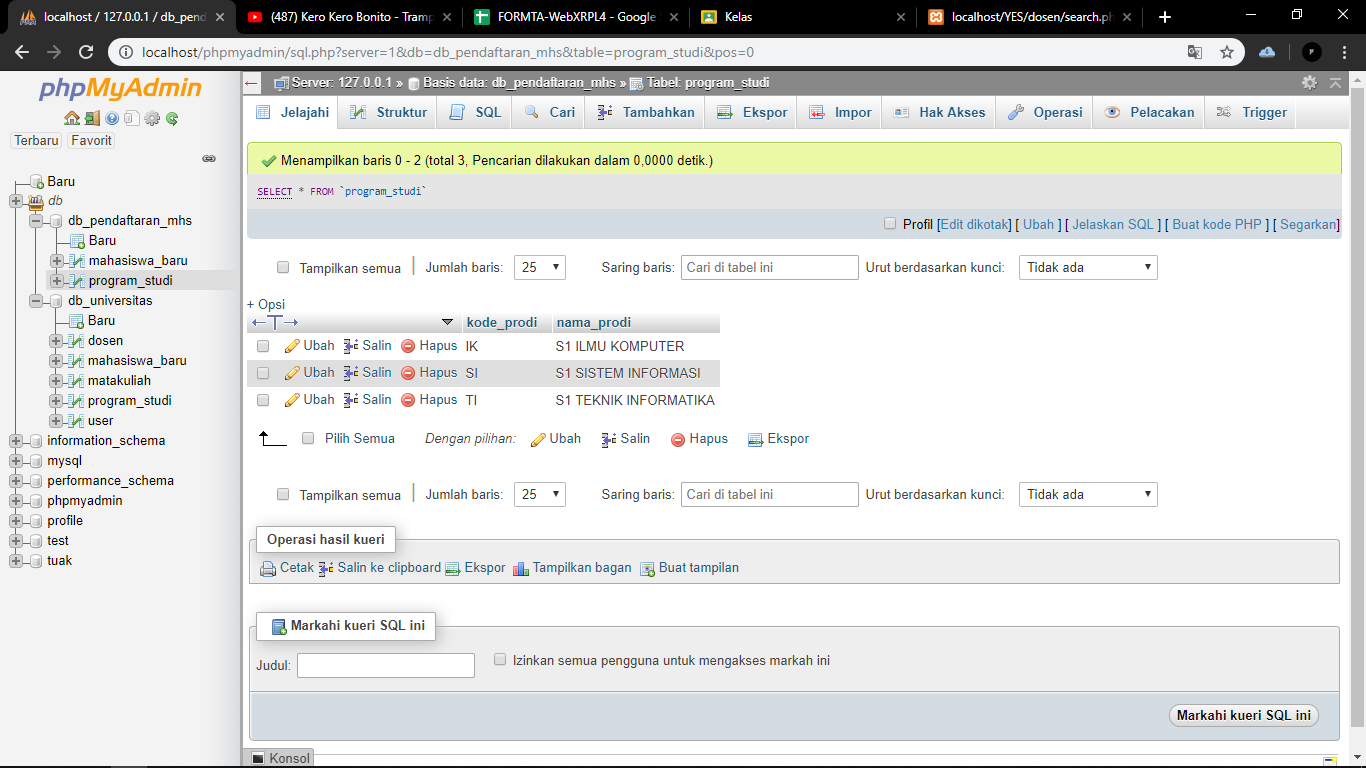 localhost / 127.0.0.1 / db_pend
(487) Kero Kero Bonito - Tramp
FORMTA-WebXRPL4 - Google
Kelas
localhost/YES/dosen/search.ph
localhost/phpmyadmin/sql.php?server=1&db=db_pendaftaran_mhs&table=program_studi&pos=0
phpMyAdmin
Terbaru Favorit
Baru
db
db_pendaftaran_mhs
Baru
mahasiswa_baru
program_studi
db_universitas
Baru
dosen
mahasiswa_baru
matakuliah
program_studi
user
information_schema
mysql
performance_schema
phpmyadmin
profile
test
tuak
Server: 127.0.0.1 » Basis data: db_pendaftaran_mhs » Tabel: program_studi
Jelajahi Struktur SQL Cari Tambahkan Ekspor Impor Hak Akses Operasi Pelacakan Trigger
Menampilkan baris 0 - 2 (total 3, Pencarian dilakukan dalam 0,0000 detik.)
SELECT * FROM `program_studi`
Profil [Edit dikotak] [ Ubah ] [ Jelaskan SQL ] [ Buat kode PHP ] [ Segarkan]
Tampilkan semua | Jumlah baris: 25 Saring baris: Cari di tabel ini Urut berdasarkan kunci: Tidak ada
+ Opsi
←T→ kode_prodi nama_prodi
Ubah Salin Hapus IK S1 ILMU KOMPUTER
Ubah Salin Hapus SI S1 SISTEM INFORMASI
Ubah Salin Hapus TI S1 TEKNIK INFORMATIKA
Pilih Semua Dengan pilihan: Ubah Salin Hapus Ekspor
Tampilkan semua | Jumlah baris: 25 Saring baris: Cari di tabel ini Urut berdasarkan kunci: Tidak ada
Operasi hasil kueri
Cetak Salin ke clipboard Ekspor Tampilkan bagan Buat tampilan
Markahi kueri SQL ini
Judul: Izinkan semua pengguna untuk mengakses markah ini
Markahi kueri SQL ini
Konsol